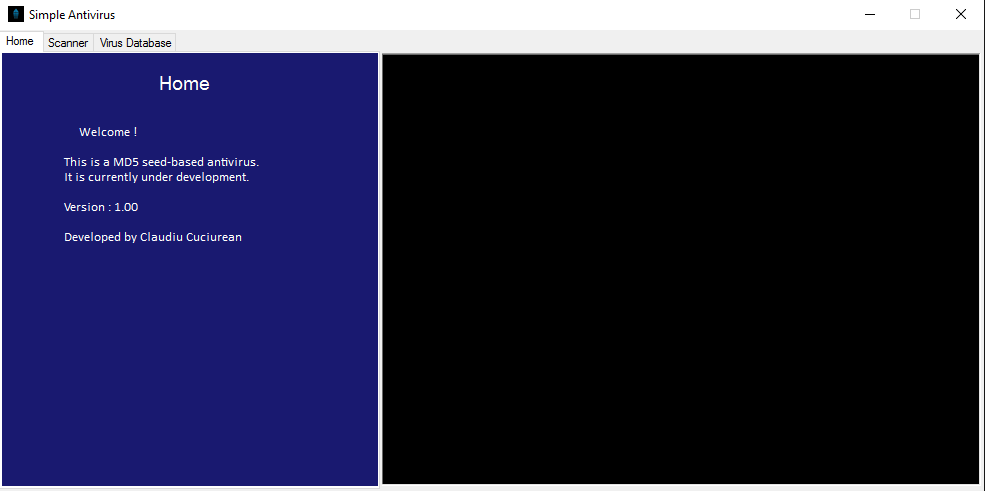 Simple Antivirus
Home Scanner Virus Database
Home
Welcome !
This is a MD5 seed-based antivirus.
It is currently under development.
Version : 1.00
Developed by Claudiu Cuciurean